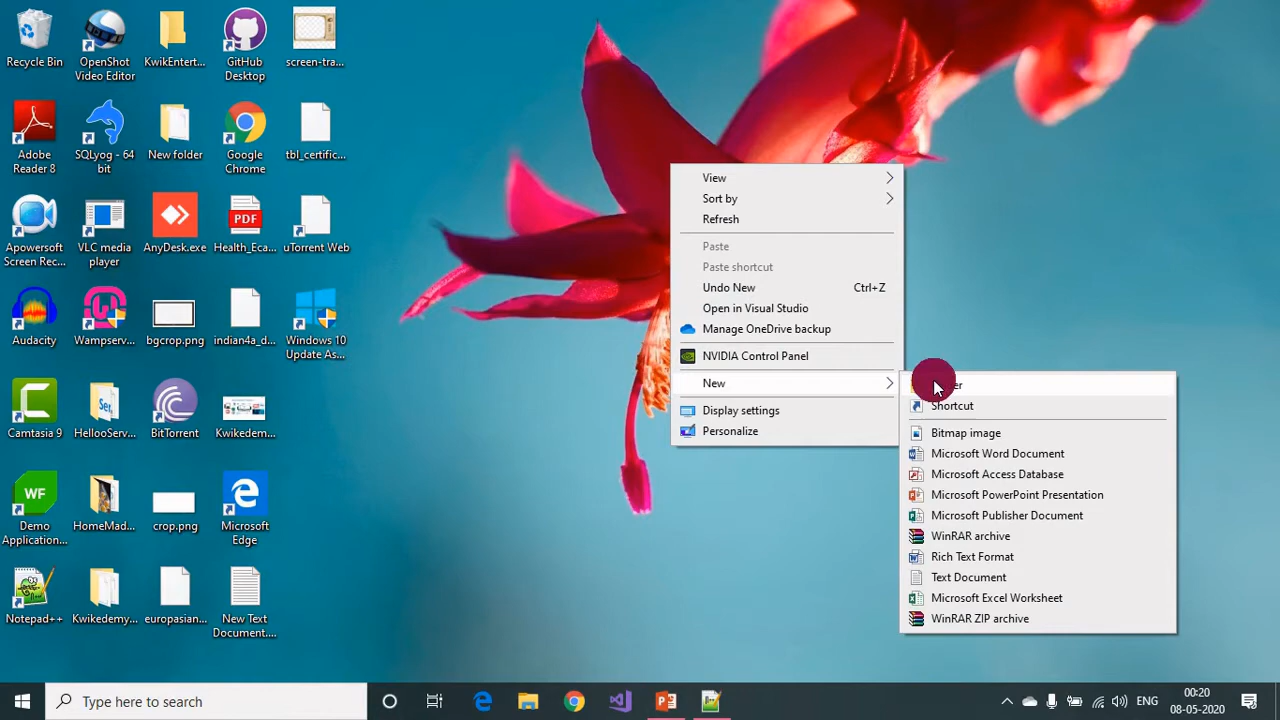 Recycle Bin
OpenShot
Video Editor
KwikEntert...
GitHub
Desktop
screen-tra...
Adobe
Reader 8
SQLyog - 64
bit
New folder
Google
Chrome
tbl_certific...
Apowersoft
Screen Rec...
VLC media
player
AnyDesk.exe
PDF
Health_Eca...
uTorrent Web
Audacity
Wampserv...
bgcrop.png
indian4a_d...
Windows 10
Update As...
Camtasia 9
Ser,
HellooServ...
BitTorrent
Kwikedem...
WF
Demo
Application...
HomeMad...
crop.png
Microsoft
Edge
Notepad++
Kwikedemy...
europasian...
New Text
Document....
View
Sort by
Refresh
Paste
Paste shortcut
Undo New Ctrl+Z
Open in Visual Studio
Manage OneDrive backup
NVIDIA Control Panel
New
Display settings
Personalize
Shortcut
Bitmap image
Microsoft Word Document
Microsoft Access Database
Microsoft PowerPoint Presentation
Microsoft Publisher Document
WinRAR archive
Rich Text Format
Text Document
Microsoft Excel Worksheet
WinRAR ZIP archive
Type here to search
ENG
00:20
08-05-2020